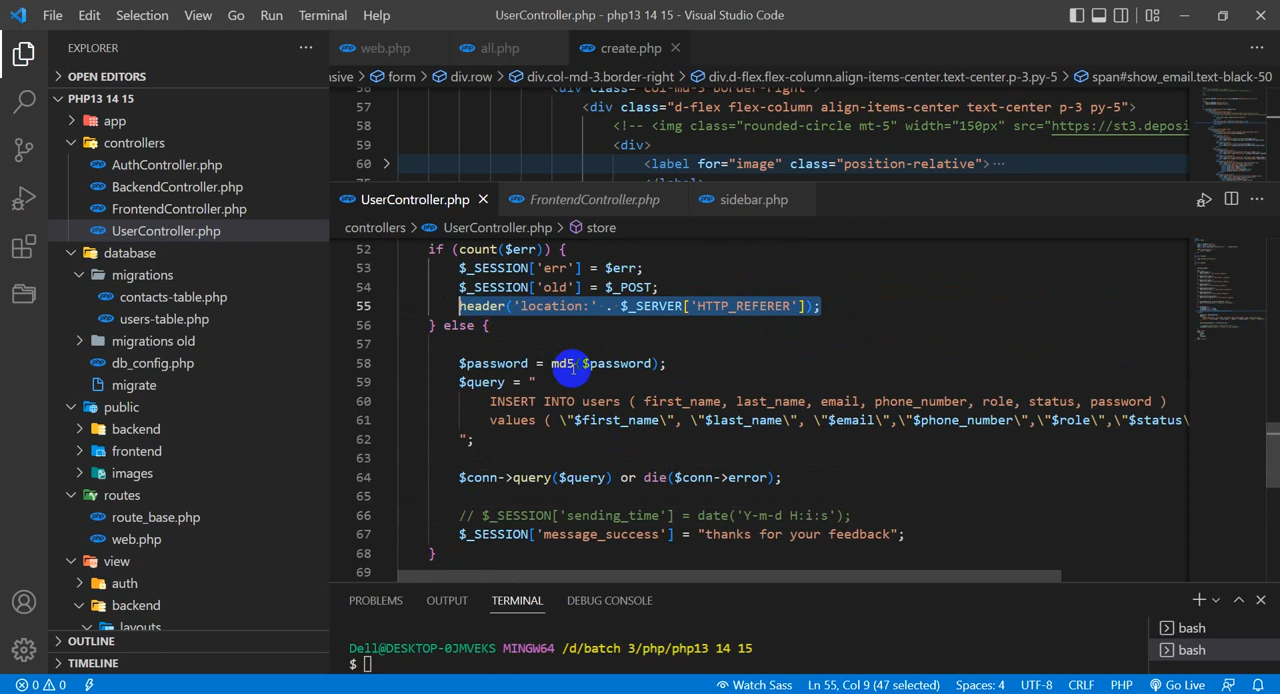 File Edit Selection View Go Run Terminal Help
UserController.php - php13 14 15 - Visual Studio Code
EXPLORER
OPEN EDITORS
PHP13 14 15
app
controllers
AuthController.php
BackendController.php
FrontendController.php
UserController.php
database
migrations
contacts-table.php
users-table.php
migrations old
db_config.php
migrate
public
backend
frontend
images
routes
route_base.php
web.php
view
auth
backend
layouts
OUTLINE
TIMELINE
web.php all.php create.php
nsive > form > div.row > div.col-md-3.border-right > div.d-flex.flex-column.align-items-center.text-center.p-3.py-5 > span#show_email.text-black-50
56 <div class="col-md-3 border-right">
57 <div class="d-flex flex-column align-items-center text-center p-3 py-5">
58 <!-- <img class="rounded-circle mt-5" width="150px" src="https://st3.deposi
59 <div>
60 <label for="image" class="position-relative">…
UserController.php FrontendController.php sidebar.php
controllers > UserController.php > store
52 if (count($err)) {
53 $_SESSION['err'] = $err;
54 $_SESSION['old'] = $_POST;
55 header('location:' . $_SERVER['HTTP_REFERER']);
56 } else {
57
58 $password = md5($password);
59 $query = "
60 INSERT INTO users ( first_name, last_name, email, phone_number, role, status, password )
61 values ( \"$first_name\", \"$last_name\", \"$email\",\"$phone_number\",\"$role\",\"$status\
62 ";
63
64 $conn->query($query) or die($conn->error);
65
66 // $_SESSION['sending_time'] = date('Y-m-d H:i:s');
67 $_SESSION['message_success'] = "thanks for your feedback";
68 }
69
PROBLEMS OUTPUT TERMINAL DEBUG CONSOLE
Dell@DESKTOP-0JMVEKS MINGW64 /d/batch 3/php/php13 14 15
$
bash
bash
0 0
Watch Sass Ln 55, Col 9 (47 selected) Spaces: 4 UTF-8 CRLF PHP Go Live